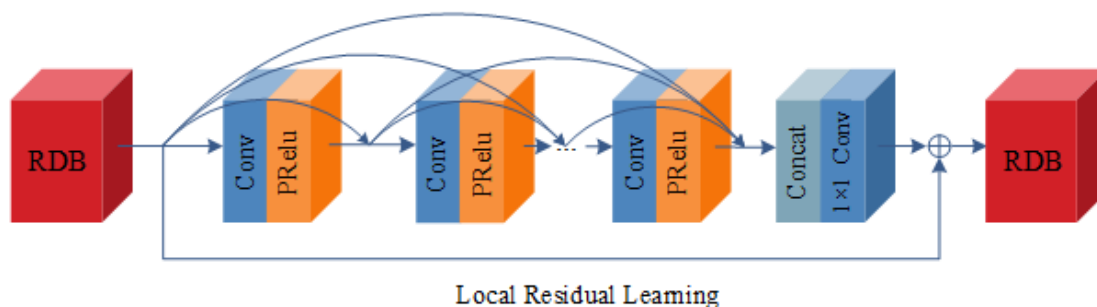 RDB
Conv
PRelu
Conv
PRelu
...
Conv
PRelu
Concat
1×1 Conv
RDB
Local Residual Learning